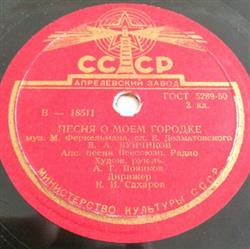 СССР
АПРЕЛЕВСКИЙ ЗАВОД
ГОСТ 5289-50
В — 18511
2 кл.
ПЕСНЯ О МОЕМ ГОРОДКЕ
муз. М. Феркельмана, сл. Е. Долматовского
В. А. БУНЧИКОВ
Анс. песни Всесоюзн. Радио
Худож. руков.
А. Г. Новиков
Дирижер
К. П. Сахаров
МИНИСТЕРСТВО КУЛЬТУРЫ СССР